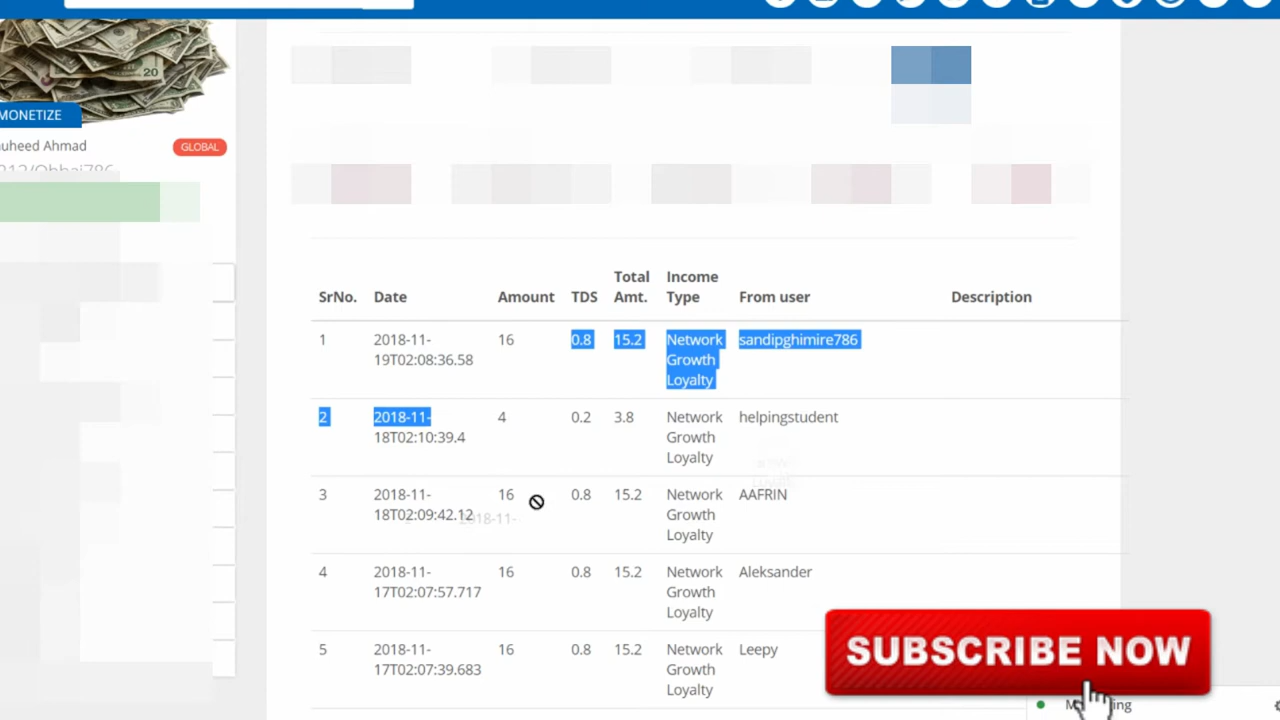 20
MONETIZE
uheed Ahmad
GLOBAL
SrNo. Date Amount TDS Total Amt. Income Type From user Description
1 2018-11-19T02:08:36.58 16 0.8 15.2 Network Growth Loyalty sandipghimire786
2 2018-11-18T02:10:39.4 4 0.2 3.8 Network Growth Loyalty helpingstudent
3 2018-11-18T02:09:42.12 16 0.8 15.2 Network Growth Loyalty AAFRIN
2018-11-
4 2018-11-17T02:07:57.717 16 0.8 15.2 Network Growth Loyalty Aleksander
5 2018-11-17T02:07:39.683 16 0.8 15.2 Network Growth Loyalty Leepy
SUBSCRIBE NOW